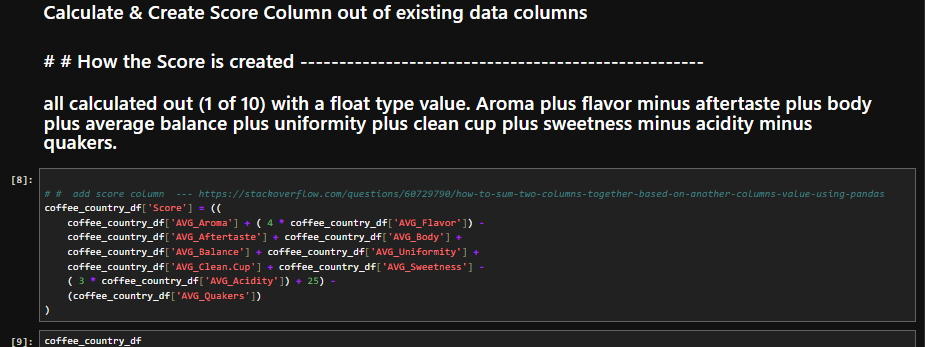 Calculate & Create Score Column out of existing data columns
# # How the Score is created ----------------------------------------------------
all calculated out (1 of 10) with a float type value. Aroma plus flavor minus aftertaste plus body
plus average balance plus uniformity plus clean cup plus sweetness minus acidity minus
quakers.
[8]:
# #  add score column  --- https://stackoverflow.com/questions/60729790/how-to-sum-two-columns-together-based-on-another-columns-value-using-pandas
coffee_country_df['Score'] = ((
    coffee_country_df['AVG_Aroma'] + ( 4 * coffee_country_df['AVG_Flavor']) -
    coffee_country_df['AVG_Aftertaste'] + coffee_country_df['AVG_Body'] +
    coffee_country_df['AVG_Balance'] + coffee_country_df['AVG_Uniformity'] +
    coffee_country_df['AVG_Clean.Cup'] + coffee_country_df['AVG_Sweetness'] -
    ( 3 * coffee_country_df['AVG_Acidity']) + 25) -
    (coffee_country_df['AVG_Quakers'])
)
[9]: coffee_country_df